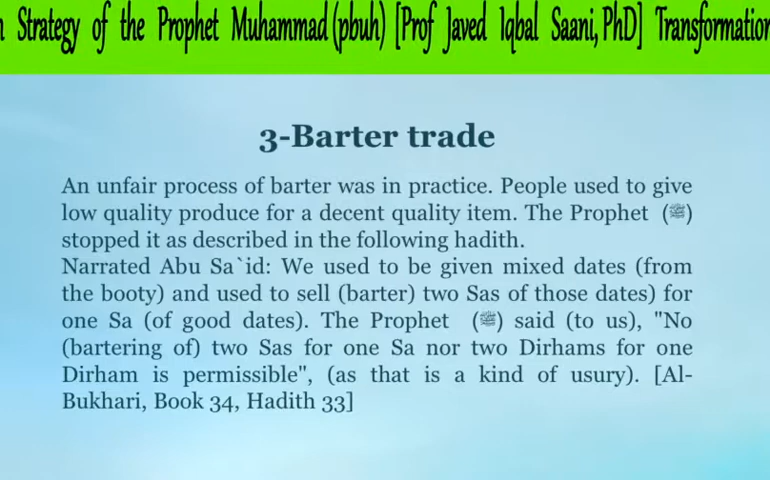 n Strategy of the Prophet Muhammad (pbuh) [Prof Javed Iqbal Saani, PhD] Transformation
3-Barter trade
An unfair process of barter was in practice. People used to give
low quality produce for a decent quality item. The Prophet (ﷺ)
stopped it as described in the following hadith.
Narrated Abu Sa`id: We used to be given mixed dates (from
the booty) and used to sell (barter) two Sas of those dates) for
one Sa (of good dates). The Prophet (ﷺ) said (to us), "No
(bartering of) two Sas for one Sa nor two Dirhams for one
Dirham is permissible", (as that is a kind of usury). [Al-
Bukhari, Book 34, Hadith 33]